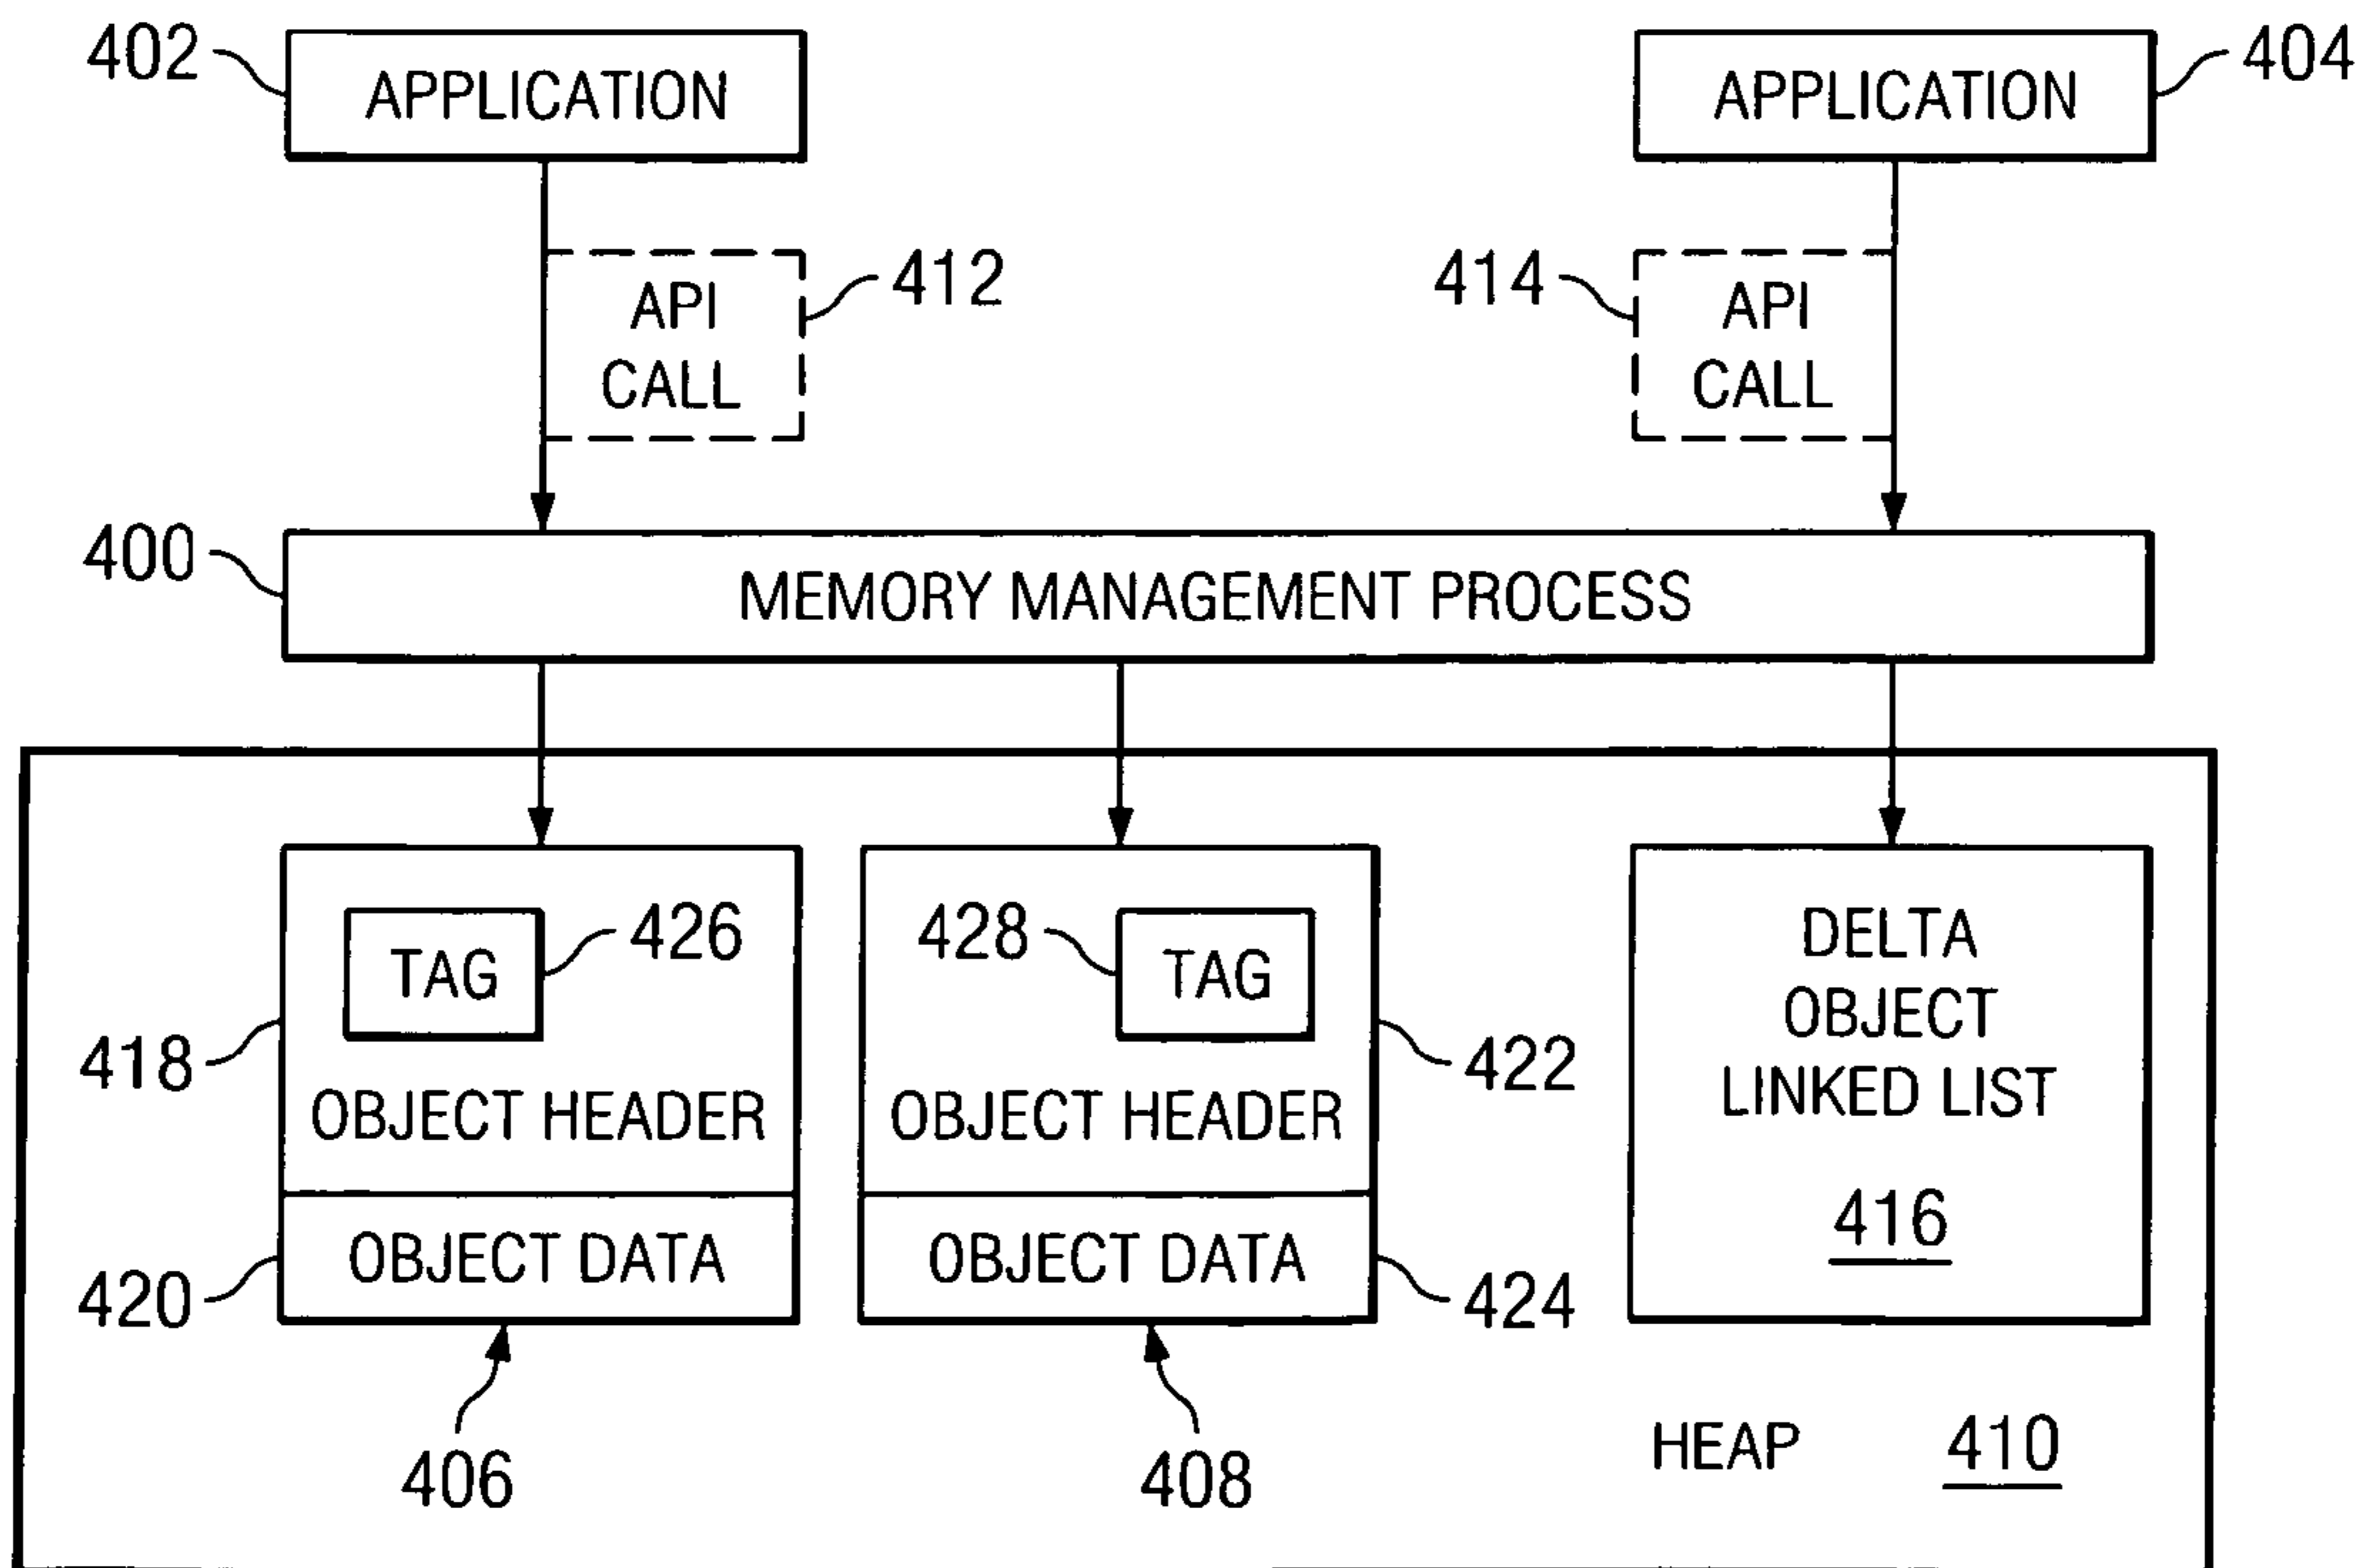 402
APPLICATION
APPLICATION
404
API
CALL
412
414
API
CALL
400
MEMORY MANAGEMENT PROCESS
TAG
426
418
OBJECT HEADER
OBJECT DATA
420
406
428
TAG
422
OBJECT HEADER
OBJECT DATA
424
408
DELTA
OBJECT
LINKED LIST
416
HEAP 410